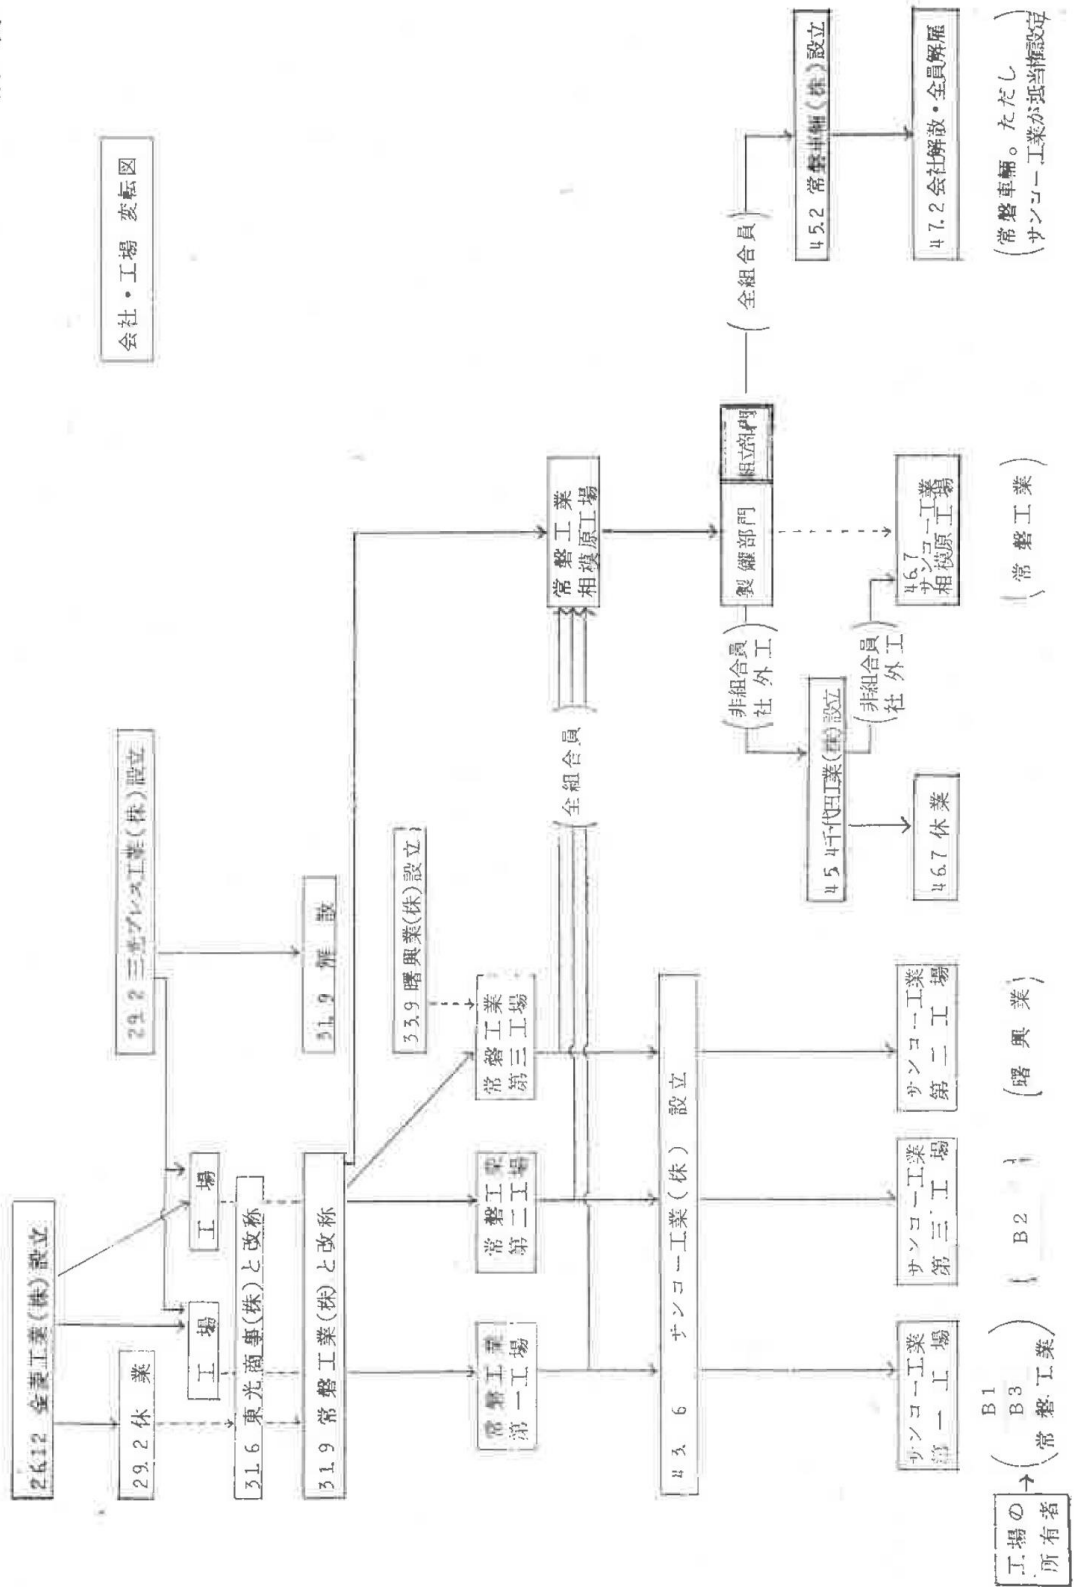 会社・工場 変転図
26.12 金菱工業(株)設立
29.2 三光プレス工業(株)設立
29.2 休業
工場
工場
31.6 東光商事(株)と改称
31.9 常磐工業(株)と改称
31.9 解散
33.9 曙興業(株)設立
常磐工業
第一工場
常磐工業
第二工場
常磐工業
第三工場
(全組合員)
常磐工業
相模原工場
43 6 サンコー工業(株) 設立
製缶部門
組立部門
(非組合員
社外工)
(全組合員)
45.4千代田工業(株)設立
45.2 常磐車輛(株)設立
(非組合員
社外工)
46.7 休業
サンコー工業
第一工場
サンコー工業
第三工場
サンコー工業
第二工場
46.7
サンコー工業
相模原工場
47.2 会社解散・全員解雇
工場の
所有者
B1
B3
(常磐工業)
(B2)
(曙興業)
(常磐工業)
(常磐車輛。ただし
サンコー工業が抵当権設定)